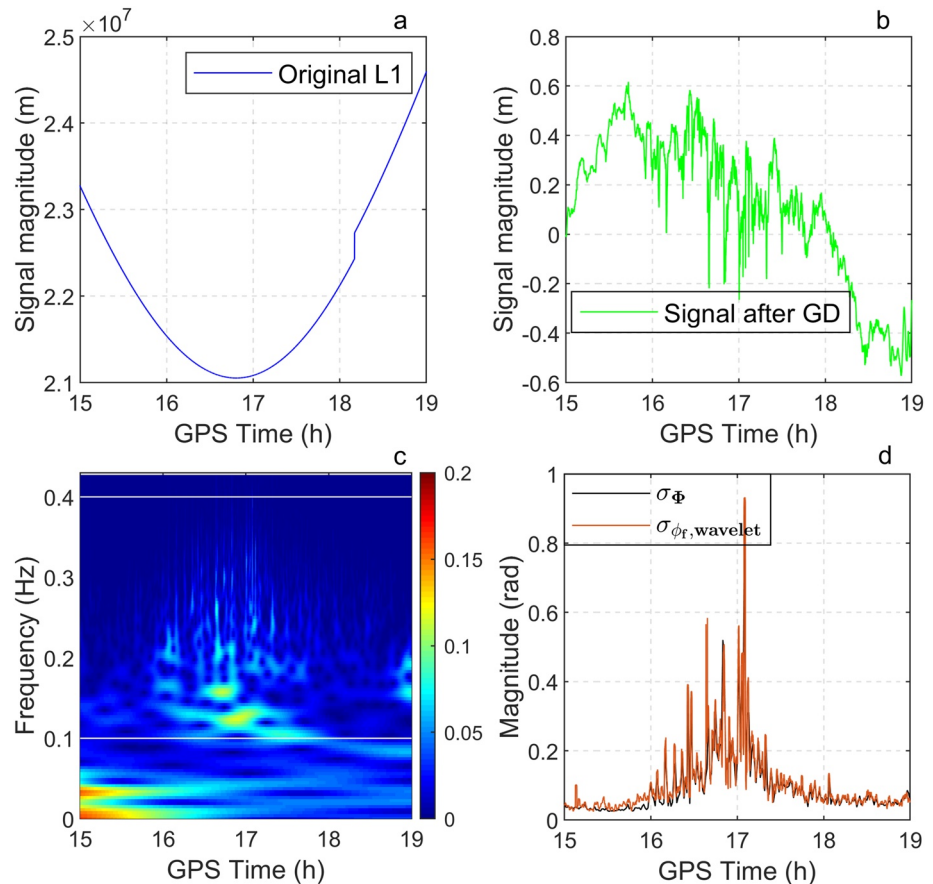 a
×10⁷
2.5
2.4
2.3
2.2
2.1
Signal magnitude (m)
Original L1
15 16 17 18 19
GPS Time (h)
b
0.8
0.6
0.4
0.2
0
-0.2
-0.4
-0.6
Signal magnitude (m)
Signal after GD
15 16 17 18 19
GPS Time (h)
c
0.4
0.3
0.2
0.1
0
Frequency (Hz)
0.2
0.15
0.10
0.05
0
15 16 17 18 19
GPS Time (h)
d
1
0.8
0.6
0.4
0.2
0
Magnitude (rad)
σ_Φ
σ_ϕf,wavelet
15 16 17 18 19
GPS Time (h)